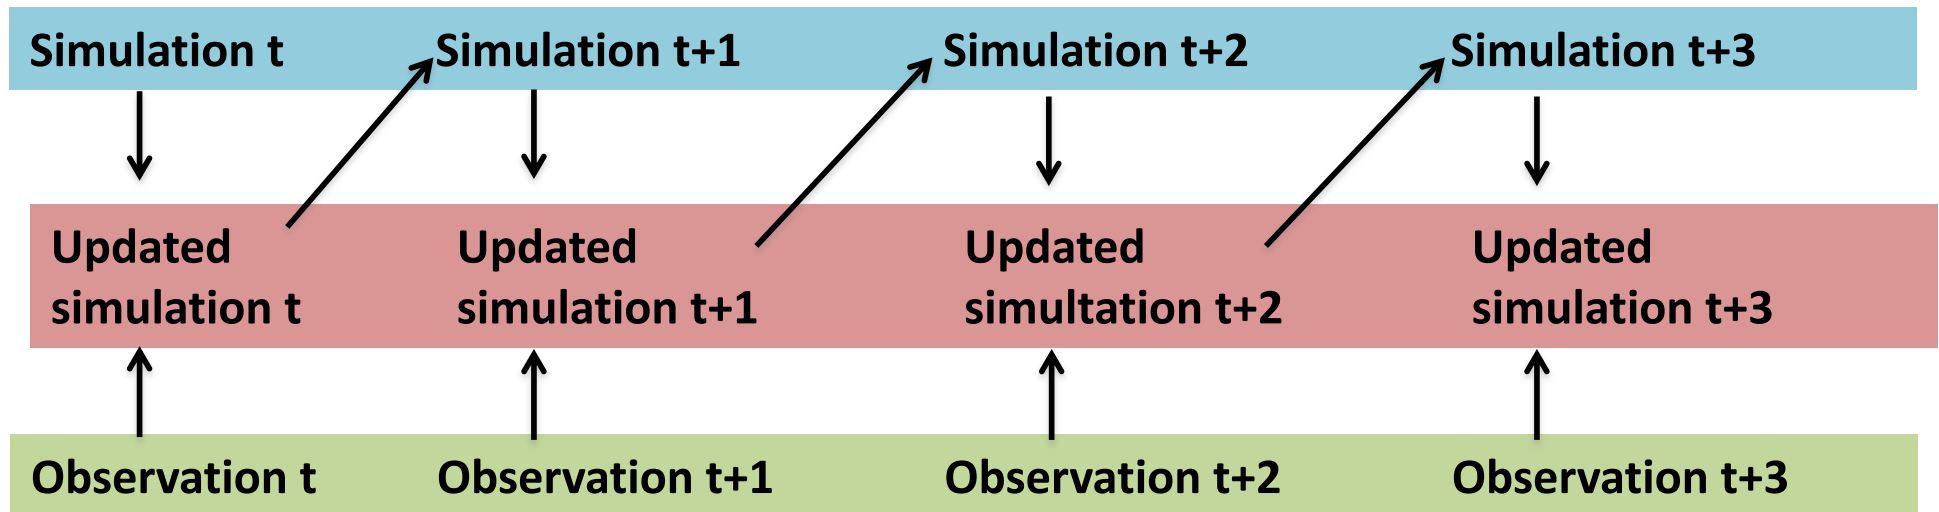 Simulation t
Simulation t+1
Simulation t+2
Simulation t+3
Updated
simulation t
Updated
simulation t+1
Updated
simultation t+2
Updated
simulation t+3
Observation t
Observation t+1
Observation t+2
Observation t+3